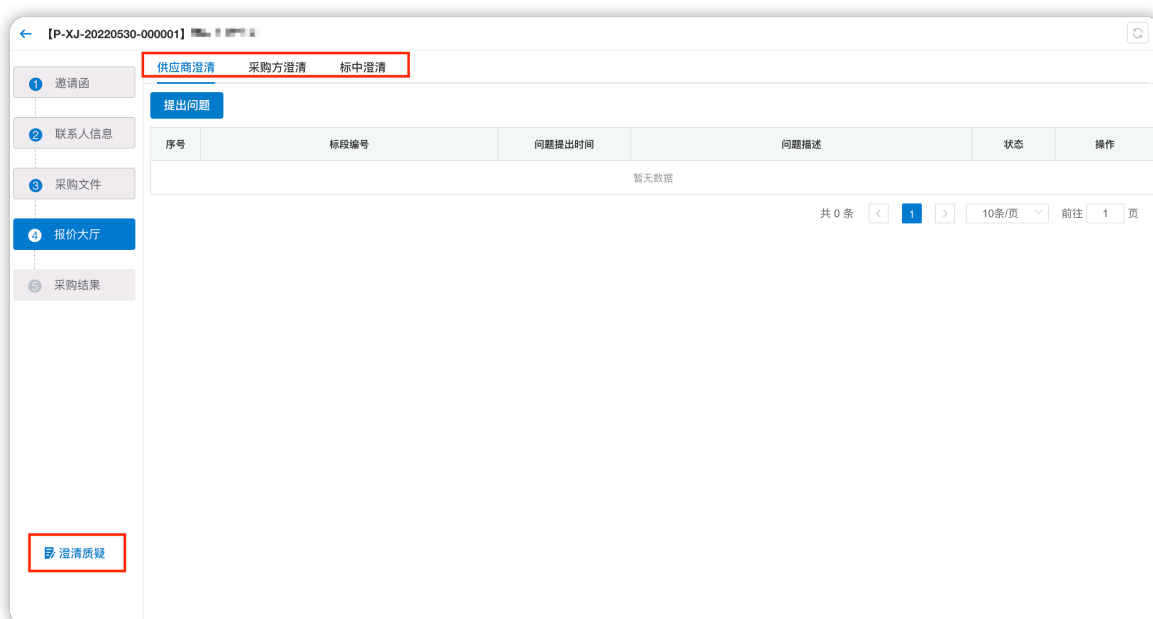 【P-XJ-20220530-000001】
供应商澄清 采购方澄清 标中澄清
1 邀请函
提出问题
2 联系人信息
序号 标段编号 问题提出时间 问题描述 状态 操作
暂无数据
3 采购文件
共 0 条 1 10条/页 前往 1 页
4 报价大厅
5 采购结果
澄清质疑